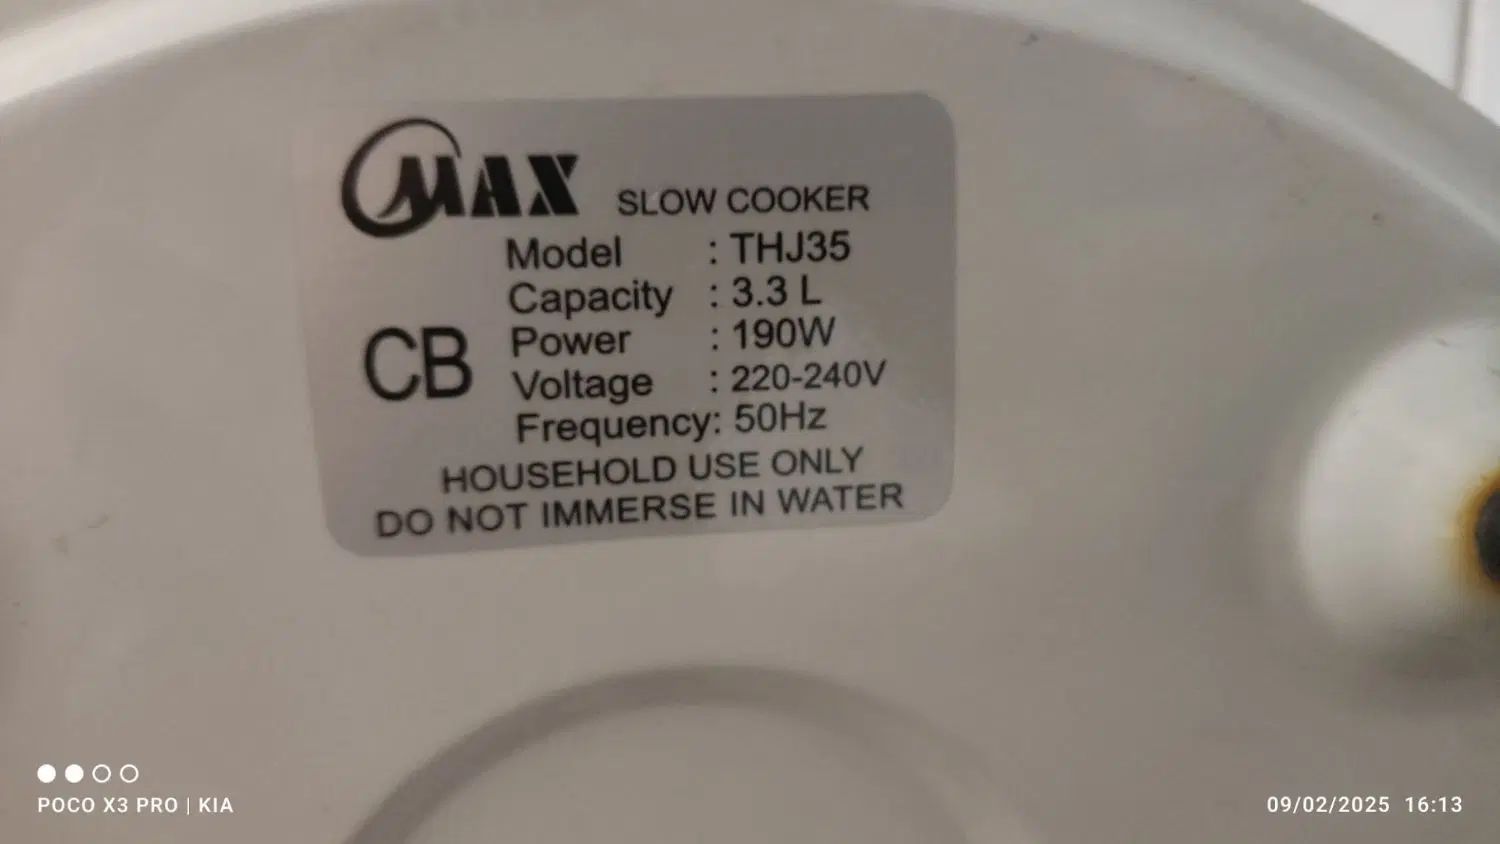 MAX SLOW COOKER
Model : THJ35
Capacity : 3.3 L
CB
Power : 190W
Voltage : 220-240V
Frequency: 50Hz
HOUSEHOLD USE ONLY
DO NOT IMMERSE IN WATER
POCO X3 PRO | KIA
09/02/2025 16:13